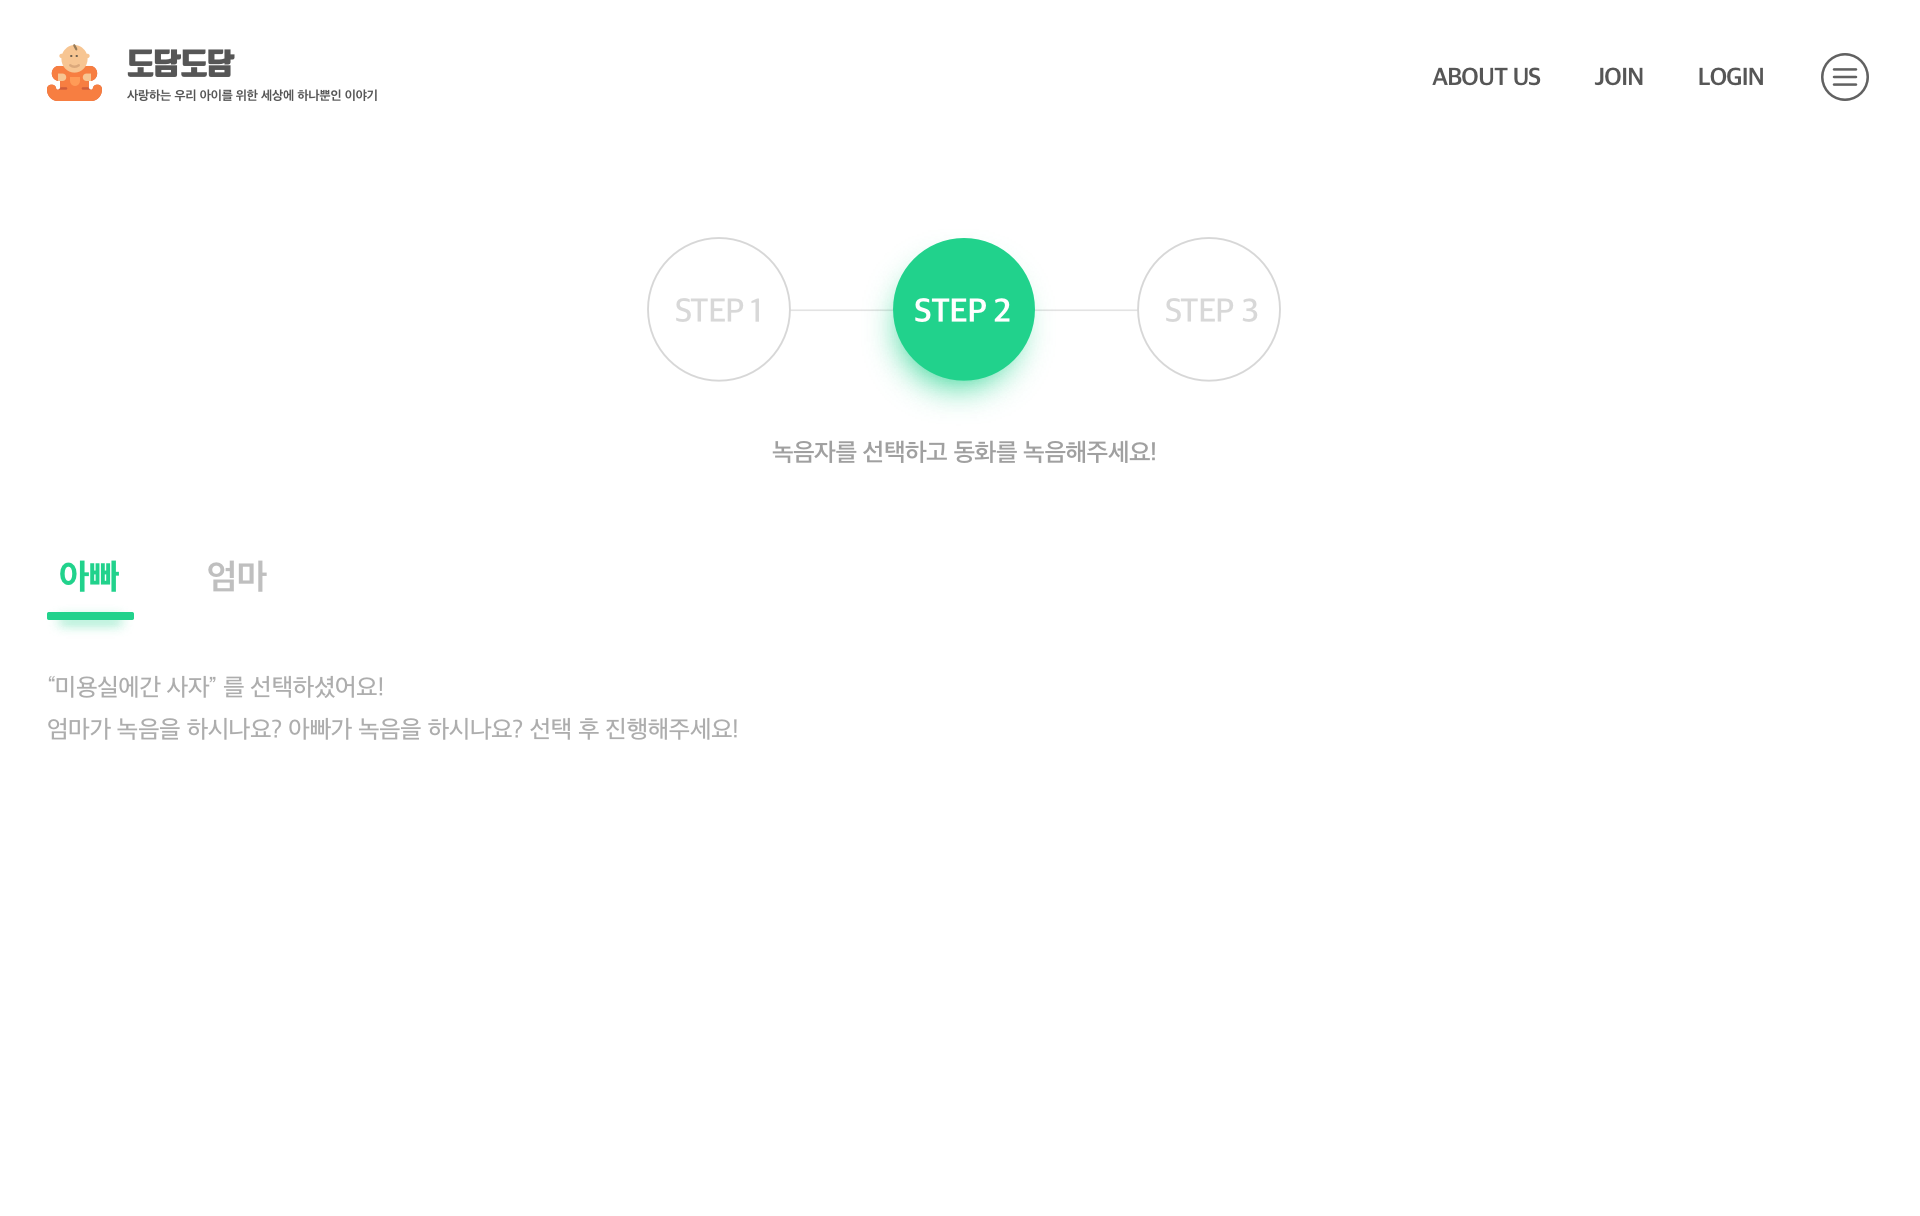 도담도담
사랑하는 우리 아이를 위한 세상에 하나뿐인 이야기
ABOUT US
JOIN
LOGIN
STEP 1
STEP 2
STEP 3
녹음자를 선택하고 동화를 녹음해주세요!
아빠
엄마
“미용실에간 사자” 를 선택하셨어요!
엄마가 녹음을 하시나요? 아빠가 녹음을 하시나요? 선택 후 진행해주세요!